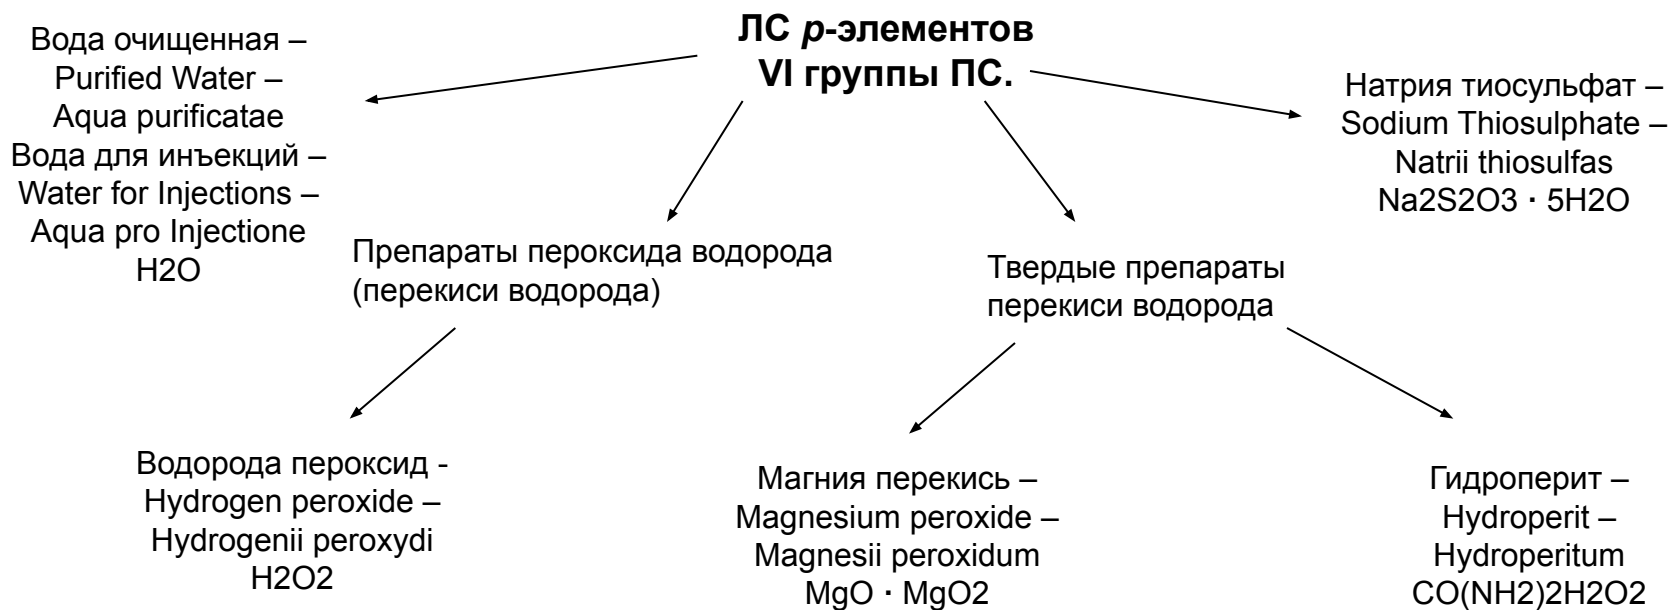 ЛС р-элементов
VI группы ПС.
Вода очищенная –
Purified Water –
Aqua purificatae
Вода для инъекций –
Water for Injections –
Aqua pro Injectione
H2O
Натрия тиосульфат –
Sodium Thiosulphate –
Natrii thiosulfas
Na2S2O3 · 5H2O
Препараты пероксида водорода
(перекиси водорода)
Твердые препараты
перекиси водорода
Водорода пероксид -
Hydrogen peroxide –
Hydrogenii peroxydi
H2O2
Магния перекись –
Magnesium peroxide –
Magnesii peroxidum
MgO · MgO2
Гидроперит –
Hydroperit –
Hydroperitum
CO(NH2)2H2O2